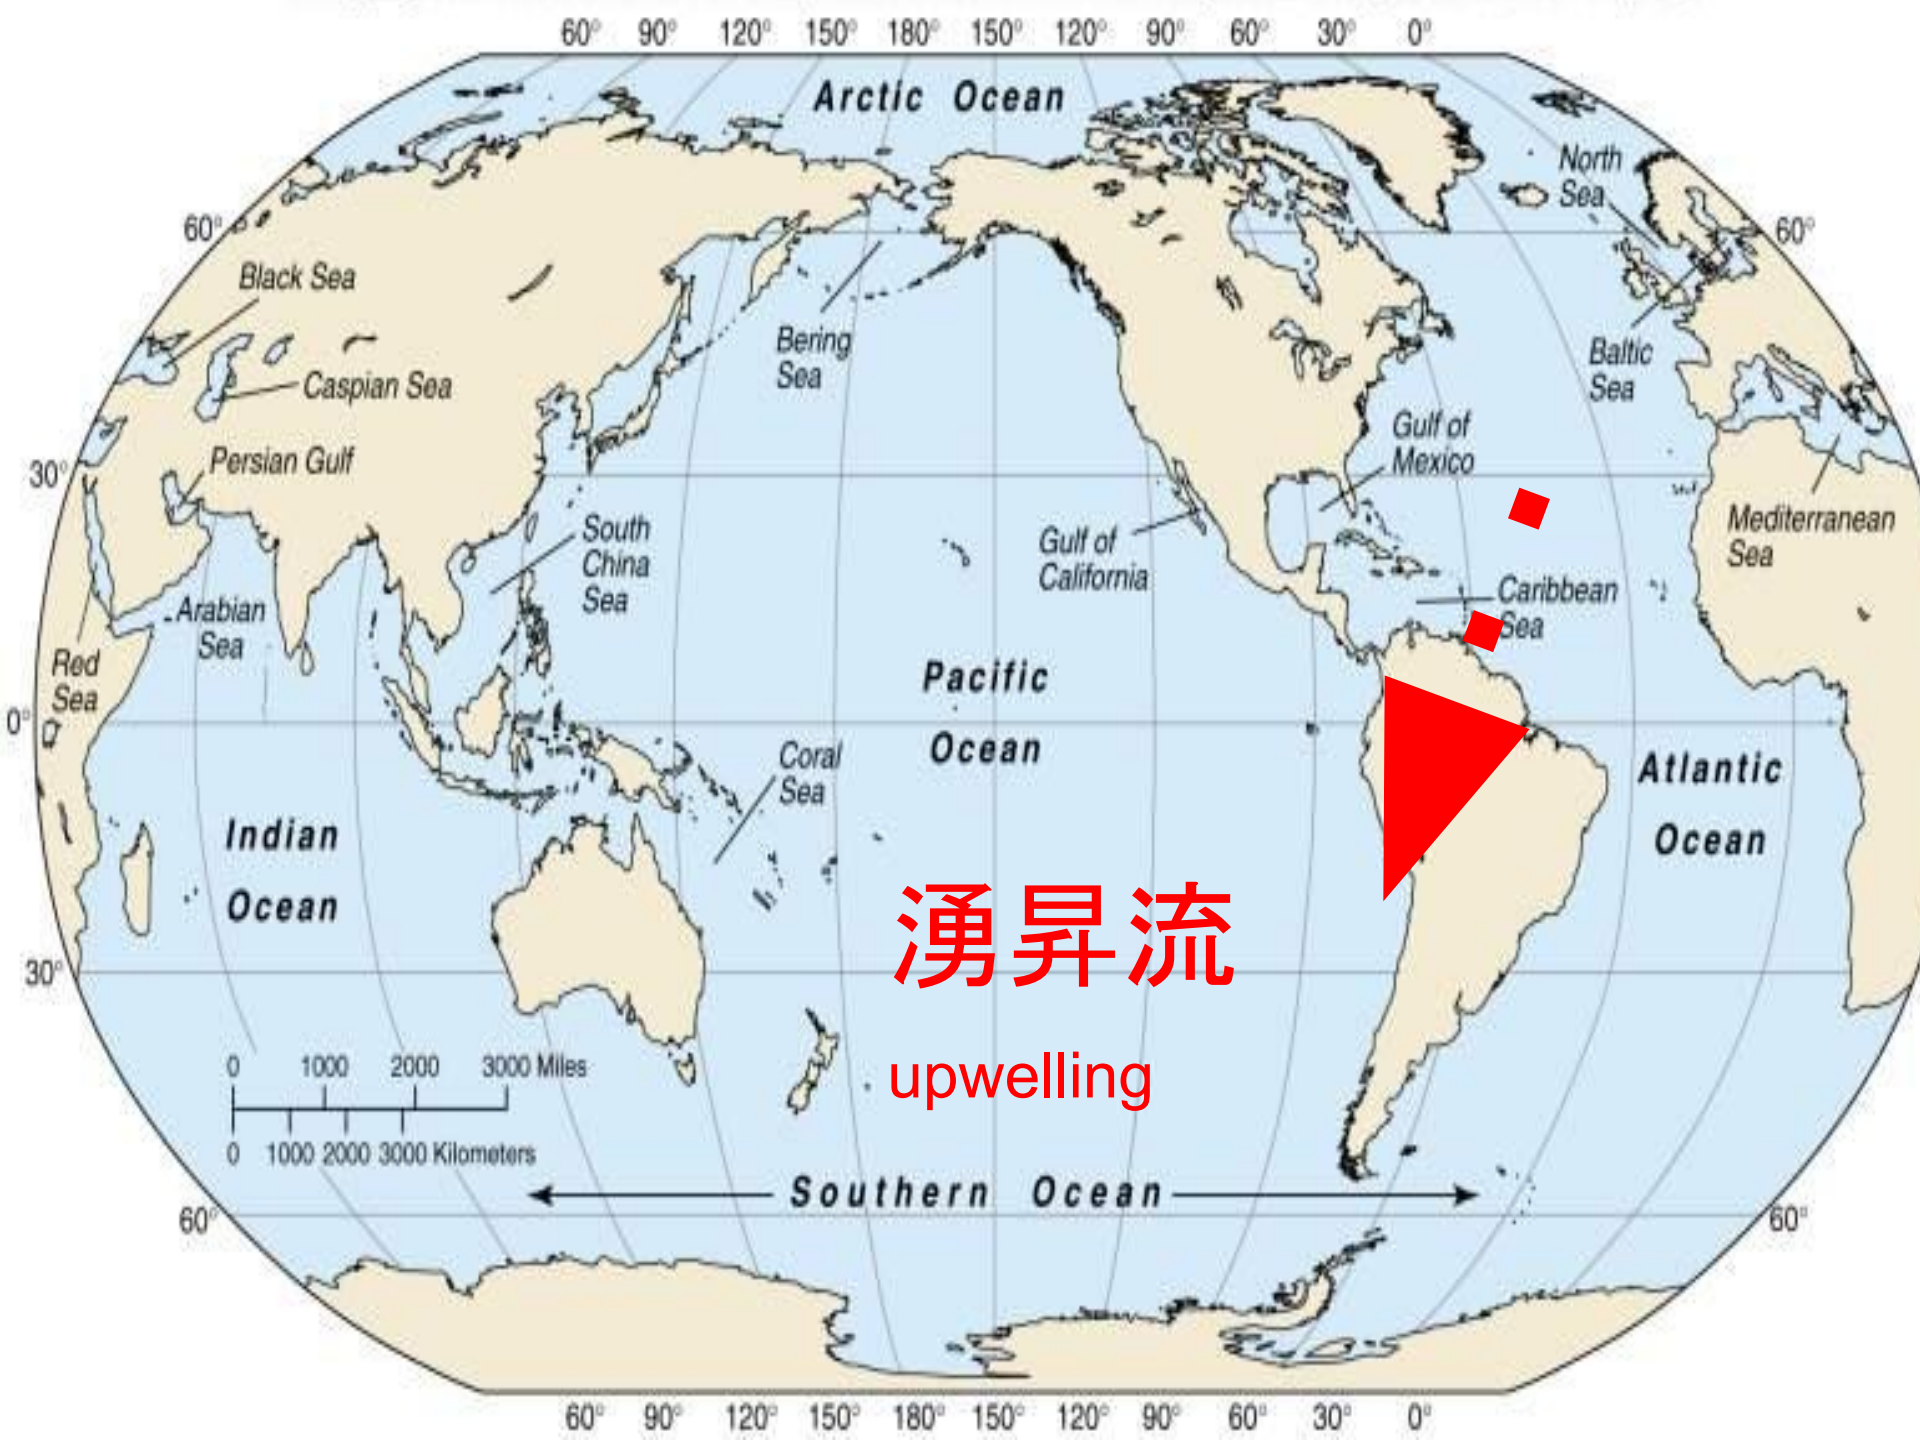 60° 90° 120° 150° 180° 150° 120° 90° 60° 30° 0°
Arctic Ocean
North
Sea
60°
60°
Black Sea
Bering
Sea
Baltic
Sea
Caspian Sea
Gulf of
Mexico
30°
Persian Gulf
South
China
Sea
Gulf of
California
Mediterranean
Sea
Arabian
Sea
Caribbean
Sea
Red
Sea
Pacific
Ocean
0°
Coral
Sea
Atlantic
Ocean
Indian
Ocean
湧昇流
30°
upwelling
0 1000 2000 3000 Miles
0 1000 2000 3000 Kilometers
Southern Ocean
60°
60°
60° 90° 120° 150° 180° 150° 120° 90° 60° 30° 0°